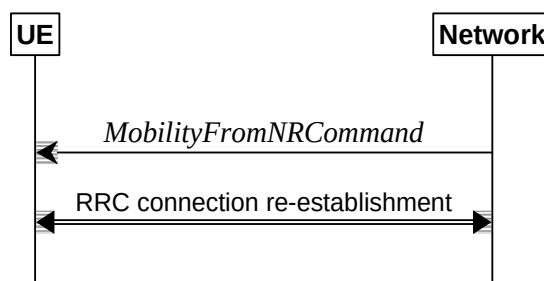 UE
Network
MobilityFromNRCommand
RRC connection re-establishment